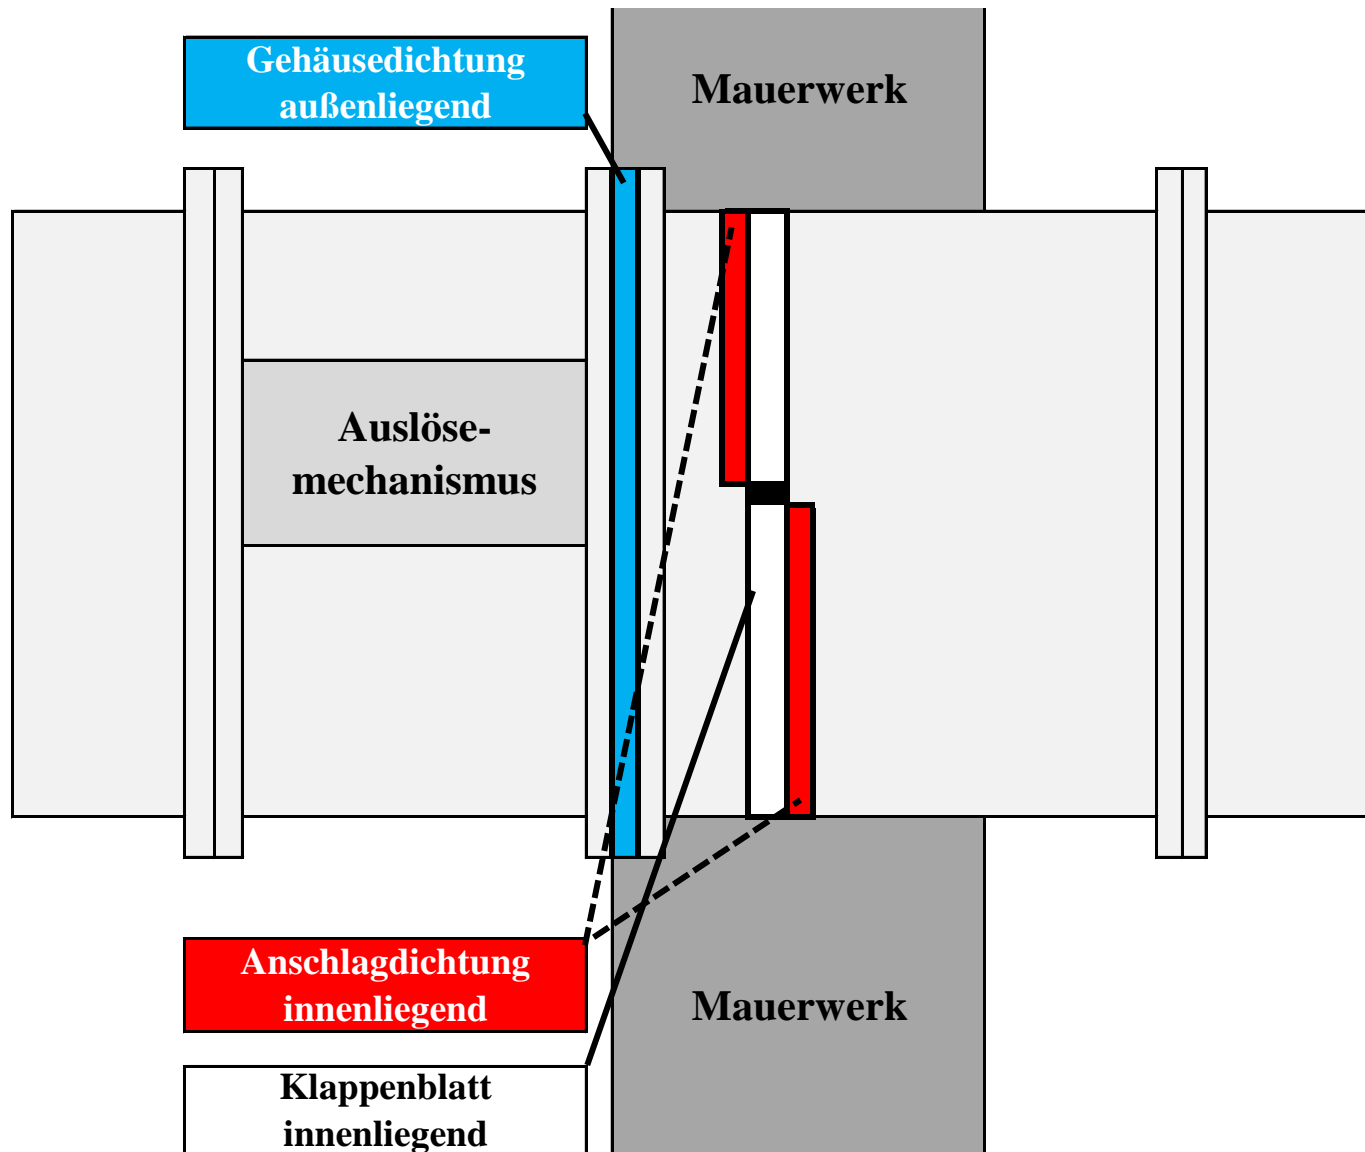 Gehäusedichtung
außenliegend
Mauerwerk
Auslöse-
mechanismus
Anschlagdichtung
innenliegend
Mauerwerk
Klappenblatt
innenliegend